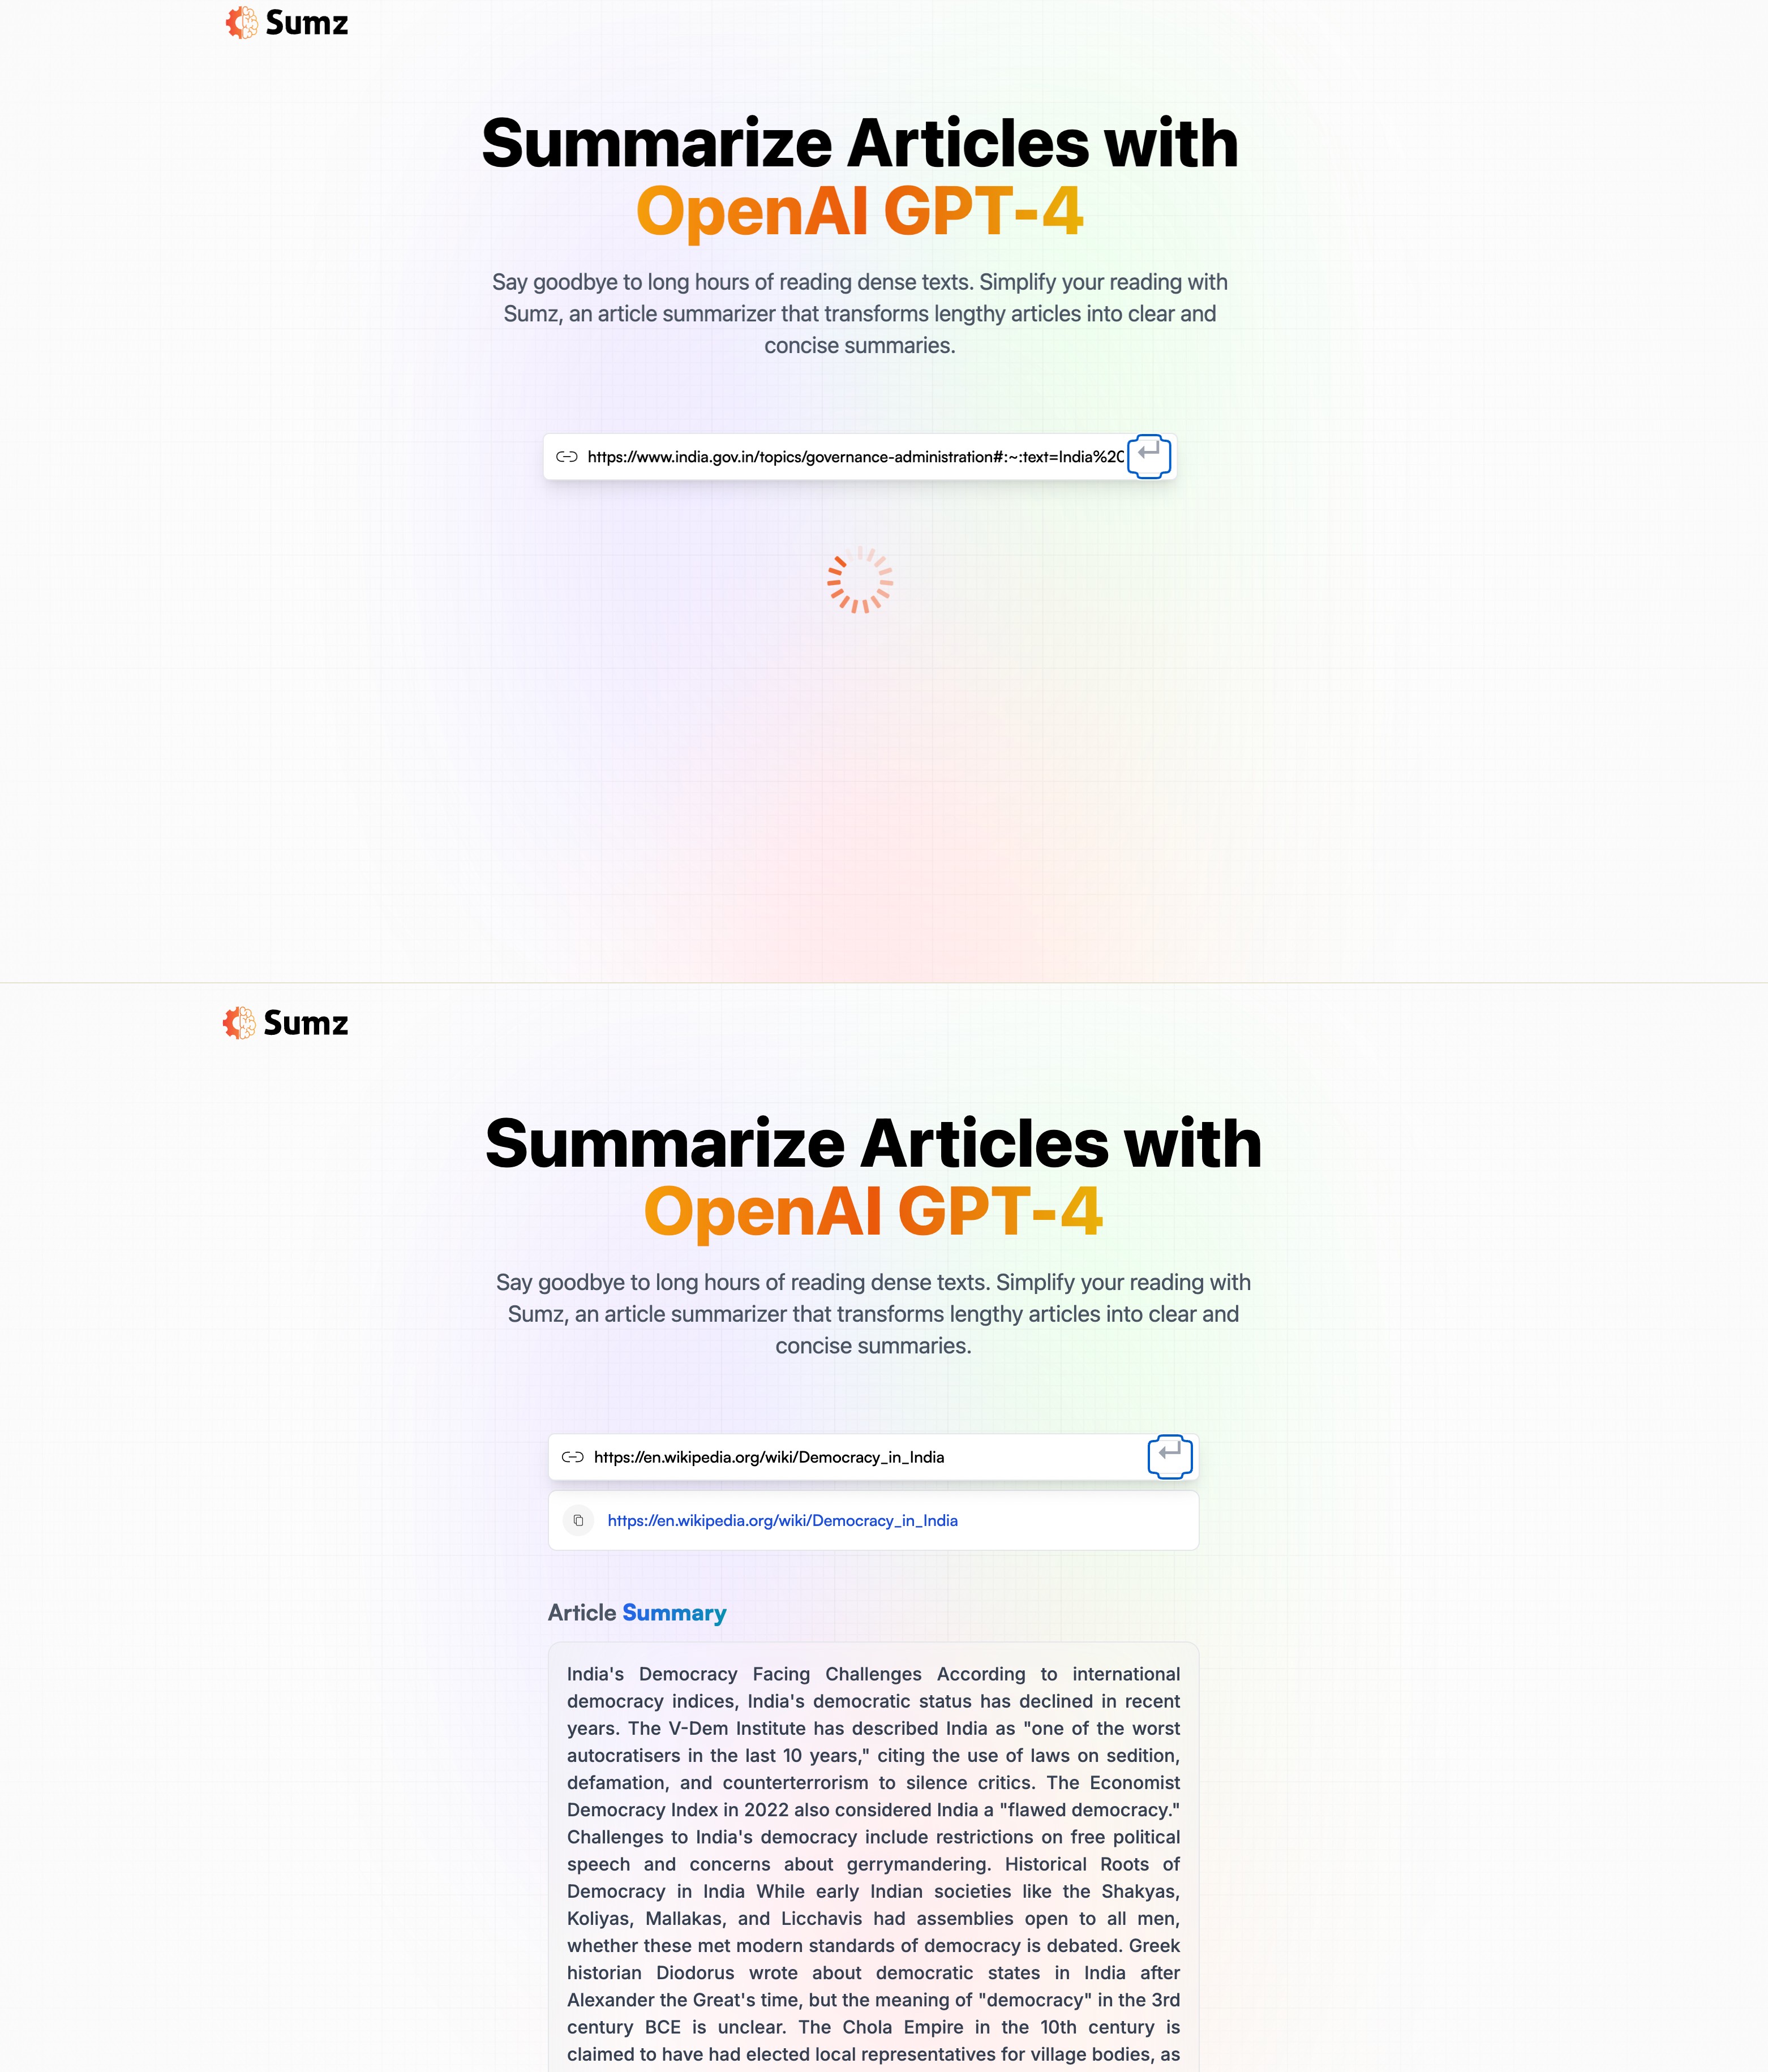 Sumz
Summarize Articles with
OpenAI GPT-4
Say goodbye to long hours of reading dense texts. Simplify your reading with
Sumz, an article summarizer that transforms lengthy articles into clear and
concise summaries.
https://www.india.gov.in/topics/governance-administration#:~:text=India%2C
Sumz
Summarize Articles with
OpenAI GPT-4
Say goodbye to long hours of reading dense texts. Simplify your reading with
Sumz, an article summarizer that transforms lengthy articles into clear and
concise summaries.
https://en.wikipedia.org/wiki/Democracy_in_India
https://en.wikipedia.org/wiki/Democracy_in_India
Article Summary
India's Democracy Facing Challenges According to international
democracy indices, India's democratic status has declined in recent
years. The V-Dem Institute has described India as "one of the worst
autocratisers in the last 10 years," citing the use of laws on sedition,
defamation, and counterterrorism to silence critics. The Economist
Democracy Index in 2022 also considered India a "flawed democracy."
Challenges to India's democracy include restrictions on free political
speech and concerns about gerrymandering. Historical Roots of
Democracy in India While early Indian societies like the Shakyas,
Koliyas, Mallakas, and Licchavis had assemblies open to all men,
whether these met modern standards of democracy is debated. Greek
historian Diodorus wrote about democratic states in India after
Alexander the Great's time, but the meaning of "democracy" in the 3rd
century BCE is unclear. The Chola Empire in the 10th century is
claimed to have had elected local representatives for village bodies, as